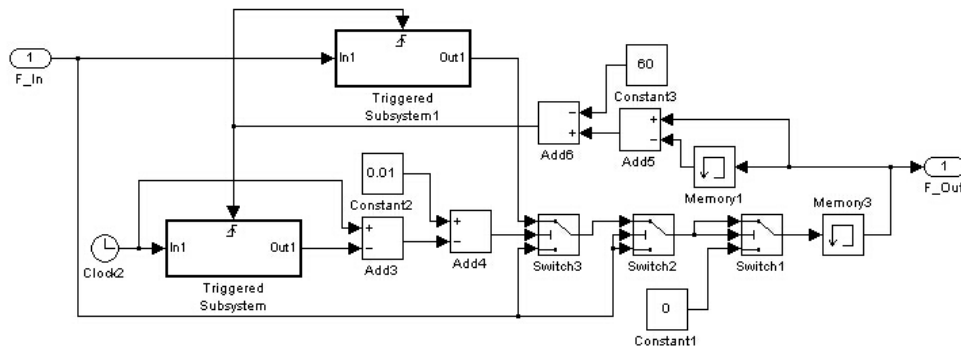 1
F_In
In1
Out1
Triggered
Subsystem1
60
Constant3
−
+
Add6
+
−
Add5
Memory1
1
F_Out
0.01
Constant2
Clock2
In1
Out1
Triggered
Subsystem
+
−
Add3
+
−
Add4
Switch3
Switch2
Switch1
Memory3
0
Constant1